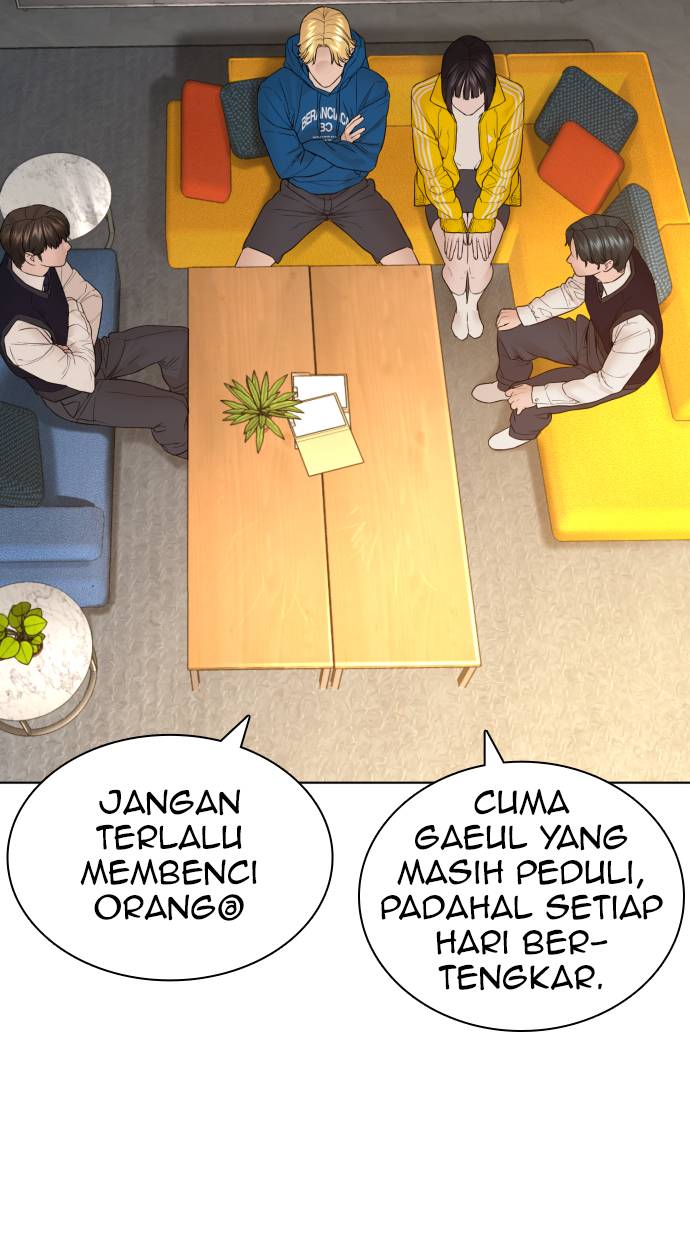 JANGAN
TERLALU
MEMBENCI
ORANG@
CUMA
GAEUL YANG
MASIH PEDULI,
PADAHAL SETIAP
HARI BER-
TENGKAR.